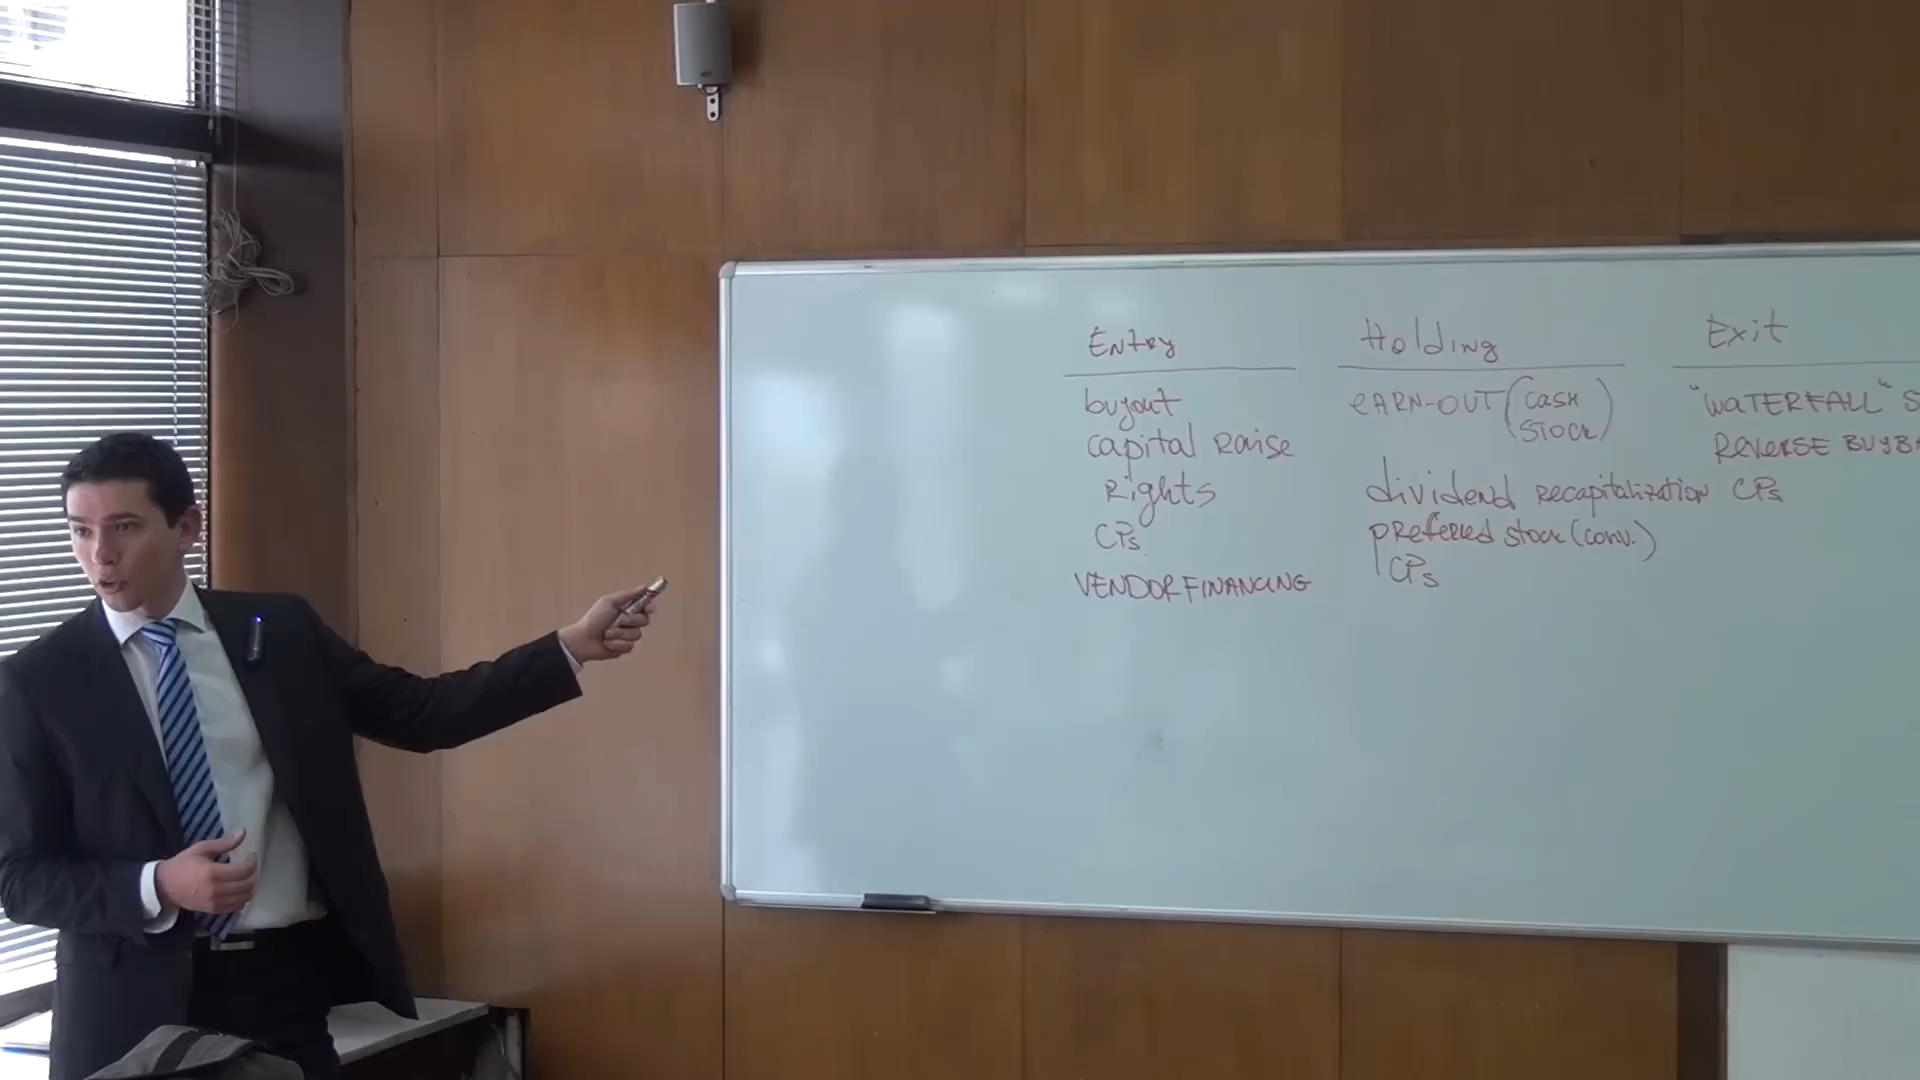 Entry
buyout
capital Raise
Rights
CPs
VENDOR FINANCING
Holding
eARN-OUT (cash
STOCK)
dividend recapitalization
preferred stock (conv.)
CPs
Exit
"WATERFALL"
REVERSE
CPs